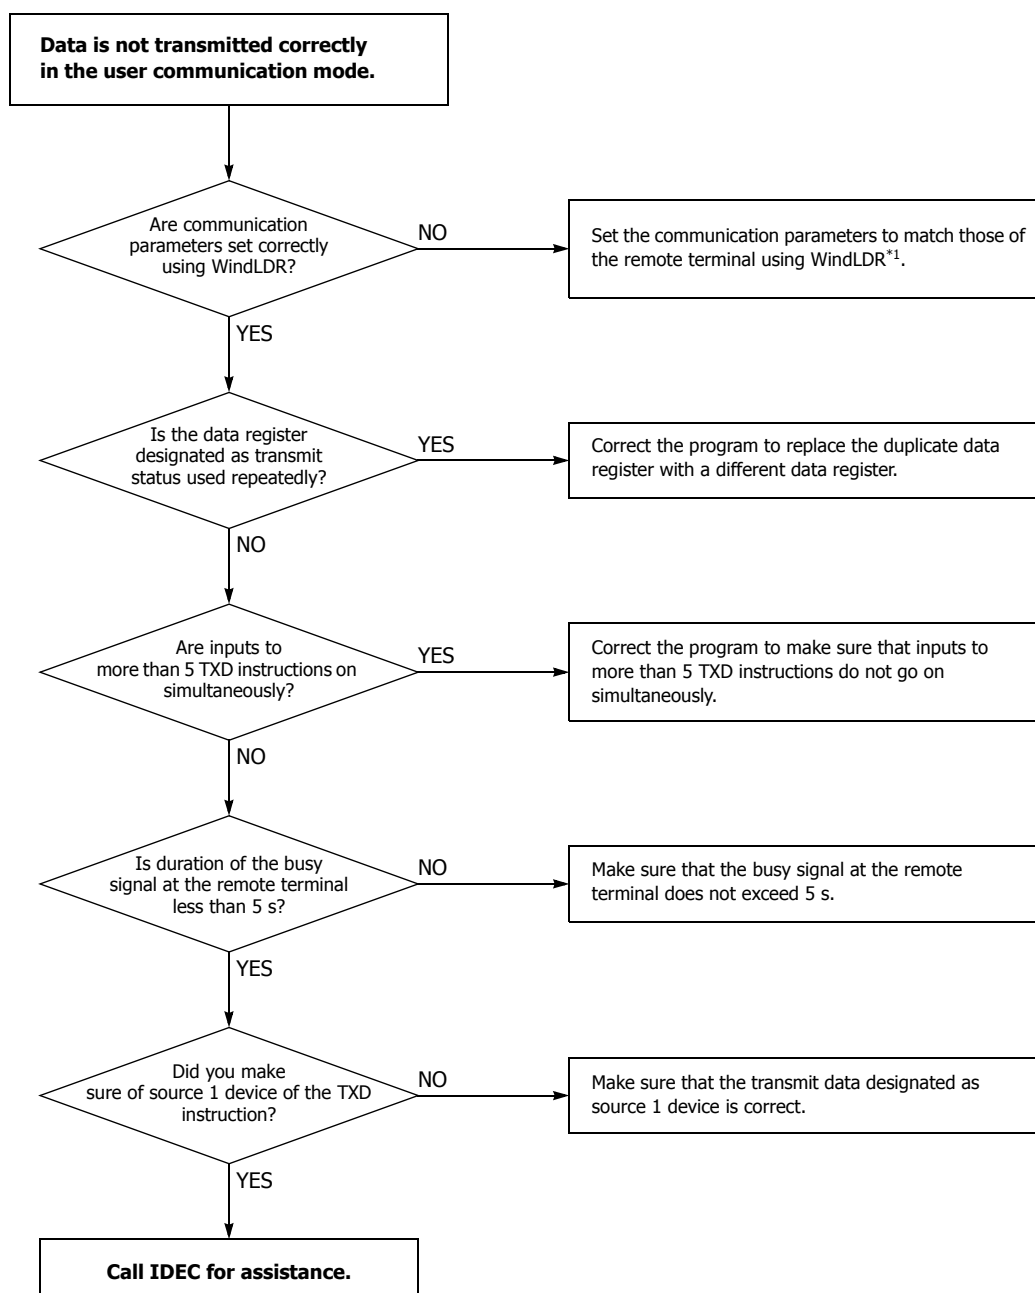 Data is not transmitted correctly
in the user communication mode.
Are communication
parameters set correctly
using WindLDR?
NO
Set the communication parameters to match those of
the remote terminal using WindLDR*1.
YES
Is the data register
designated as transmit
status used repeatedly?
YES
Correct the program to replace the duplicate data
register with a different data register.
NO
Are inputs to
more than 5 TXD instructions on
simultaneously?
YES
Correct the program to make sure that inputs to
more than 5 TXD instructions do not go on
simultaneously.
NO
Is duration of the busy
signal at the remote terminal
less than 5 s?
NO
Make sure that the busy signal at the remote
terminal does not exceed 5 s.
YES
Did you make
sure of source 1 device of the TXD
instruction?
NO
Make sure that the transmit data designated as
source 1 device is correct.
YES
Call IDEC for assistance.